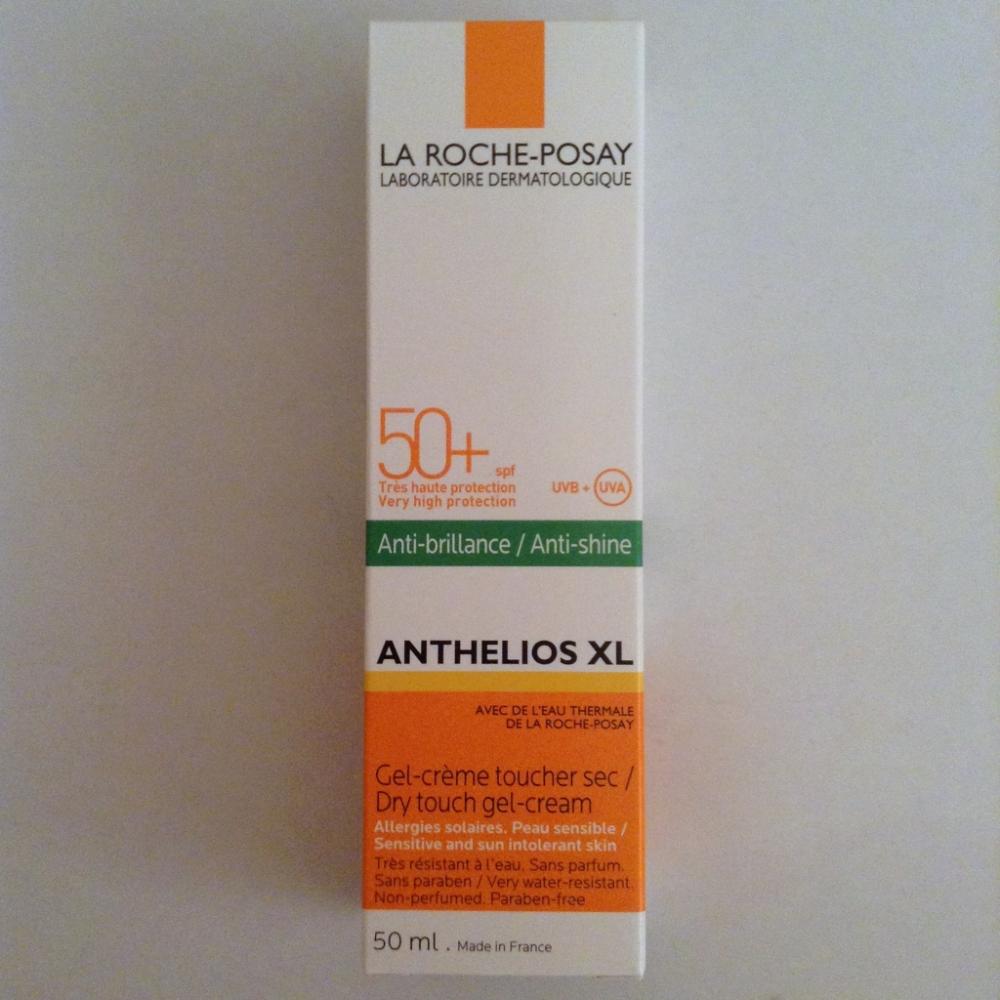 LA ROCHE-POSAY
LABORATOIRE DERMATOLOGIQUE
50+ spf
Très haute protection
Very high protection
UVB + UVA
Anti-brillance / Anti-shine
ANTHELIOS XL
AVEC DE L'EAU THERMALE
DE LA ROCHE-POSAY
Gel-crème toucher sec /
Dry touch gel-cream
Allergies solaires. Peau sensible /
Sensitive and sun intolerant skin
Très résistant à l'eau. Sans parfum.
Sans paraben / Very water-resistant.
Non-perfumed. Paraben-free
50 ml . Made in France